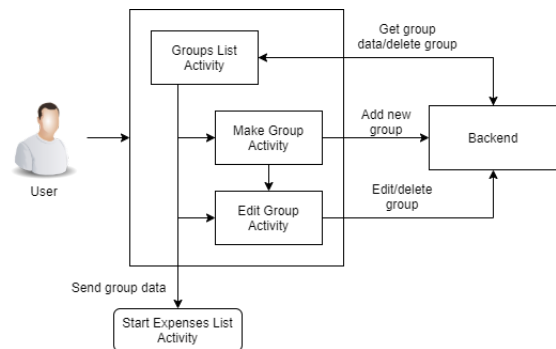 Groups List
Activity
Get group
data/delete group
Make Group
Activity
Add new
group
Backend
User
Edit Group
Activity
Edit/delete
group
Send group data
Start Expenses List
Activity